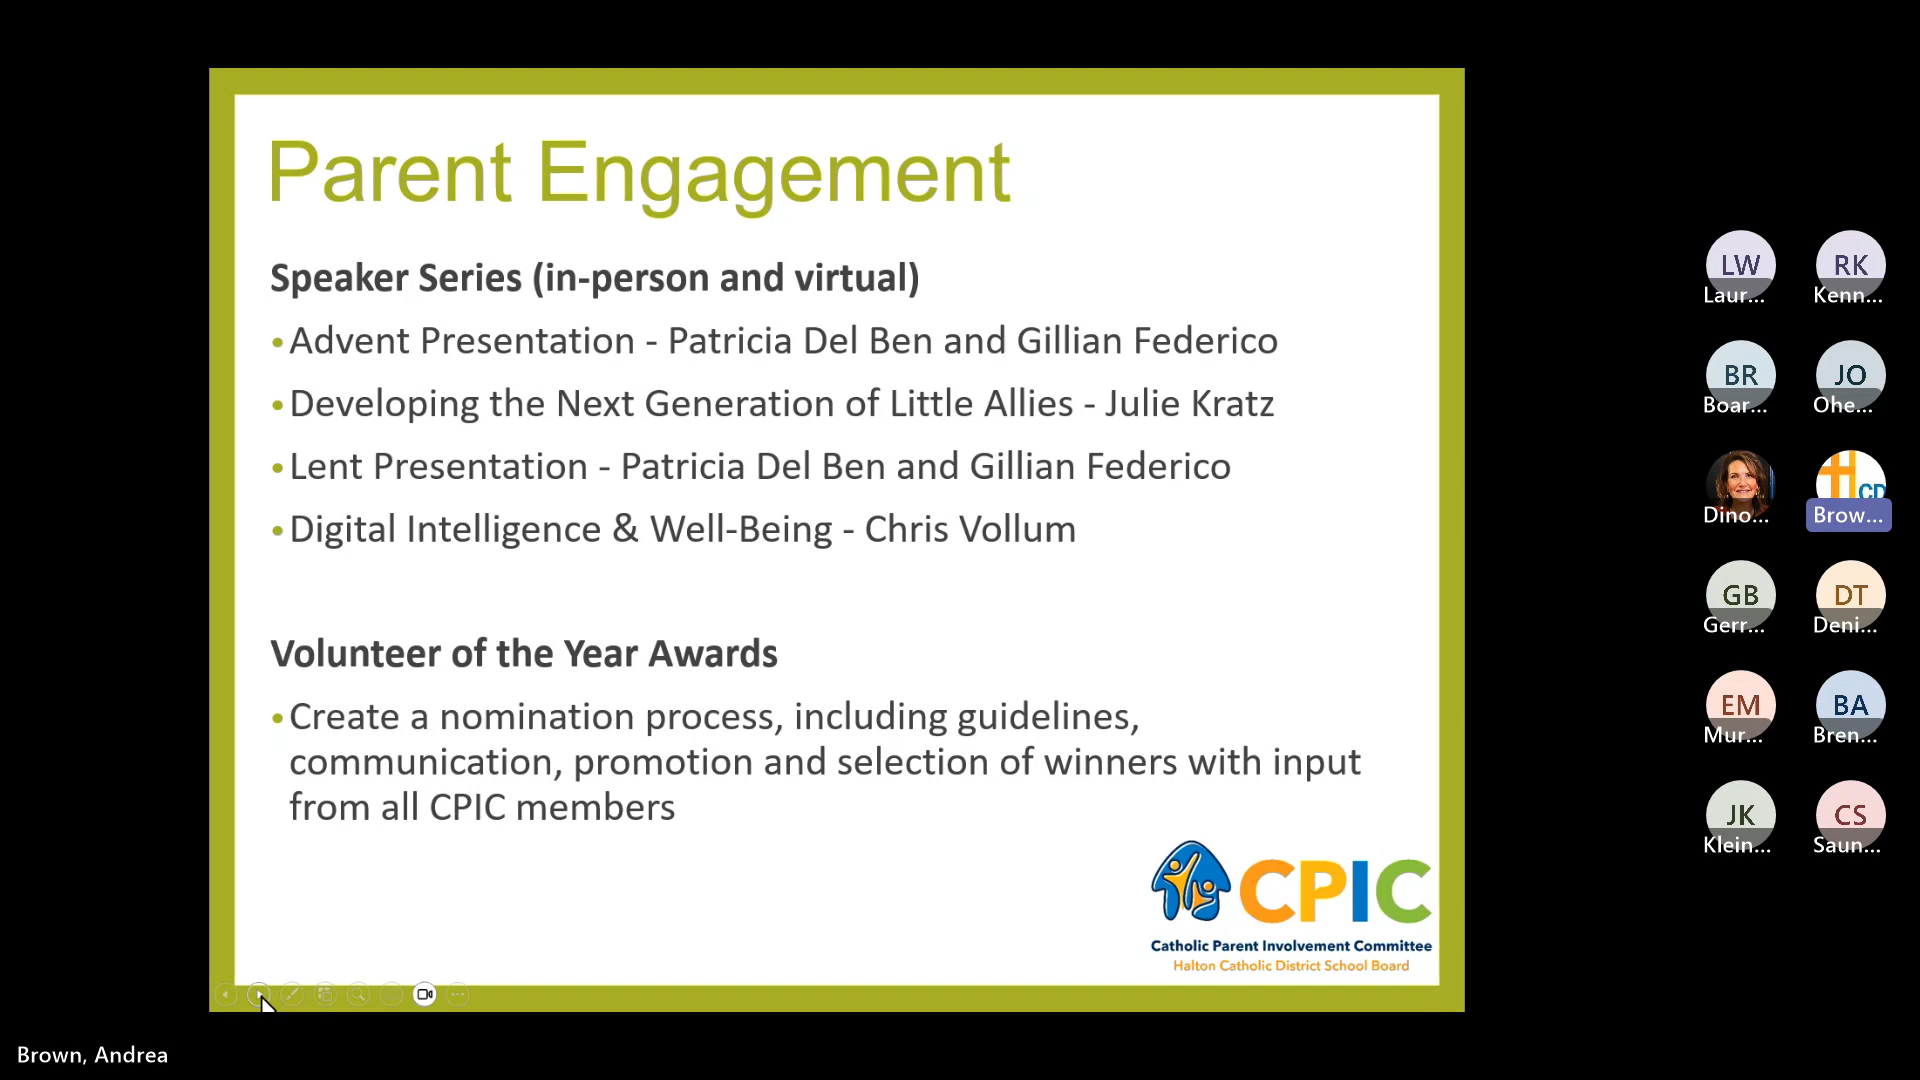 Parent Engagement
Speaker Series (in-person and virtual)
•Advent Presentation - Patricia Del Ben and Gillian Federico
•Developing the Next Generation of Little Allies - Julie Kratz
•Lent Presentation - Patricia Del Ben and Gillian Federico
•Digital Intelligence & Well-Being - Chris Vollum
Volunteer of the Year Awards
•Create a nomination process, including guidelines,
communication, promotion and selection of winners with input
from all CPIC members
CPIC
Catholic Parent Involvement Committee
Halton Catholic District School Board
LW
Laur...
RK
Kenn...
BR
Boar...
JO
Ohe...
Dino...
HCD
Brow...
GB
Gerr...
DT
Deni...
EM
Mur...
BA
Bren...
JK
Klein...
CS
Saun...
Brown, Andrea